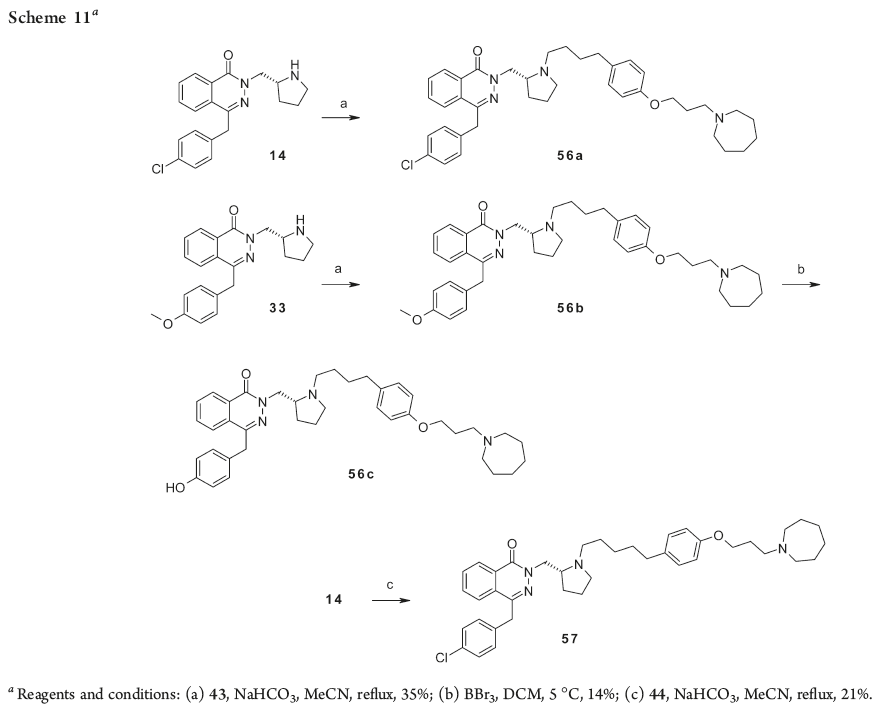 Scheme 11ᵃ
O
H
N
N
N
Cl
14
a
O
N
N
N
Cl
O
N
56a
O
H
N
N
N
O
33
a
O
N
N
N
O
O
N
56b
b
O
N
N
N
HO
O
N
56c
14
c
O
N
N
N
Cl
O
N
57
ᵃ Reagents and conditions: (a) 43, NaHCO₃, MeCN, reflux, 35%; (b) BBr₃, DCM, 5 °C, 14%; (c) 44, NaHCO₃, MeCN, reflux, 21%.